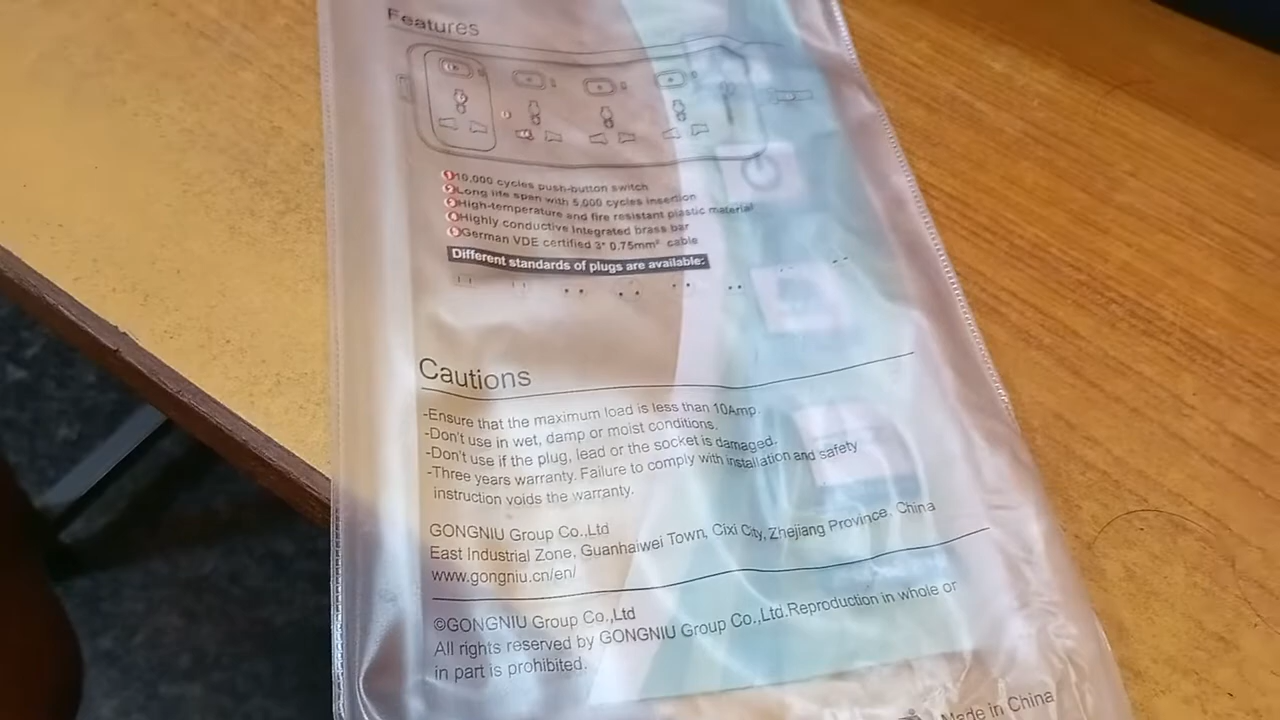 Features
①10,000 cycles push-button switch
②Long life span with 5,000 cycles insertion
③High-temperature and fire resistant plastic material
④Highly conductive integrated brass bar
⑤German VDE certified 3* 0.75mm² cable
Different standards of plugs are available:
Cautions
-Ensure that the maximum load is less than 10Amp.
-Don't use in wet, damp or moist conditions.
-Don't use if the plug, lead or the socket is damaged.
-Three years warranty. Failure to comply with installation and safety
instruction voids the warranty.
GONGNIU Group Co.,Ltd
East Industrial Zone, Guanhaiwei Town, Cixi City, Zhejiang Province. China
www.gongniu.cn/en/
©GONGNIU Group Co.,Ltd
All rights reserved by GONGNIU Group Co.,Ltd.Reproduction in whole or
in part is prohibited.
Made in China